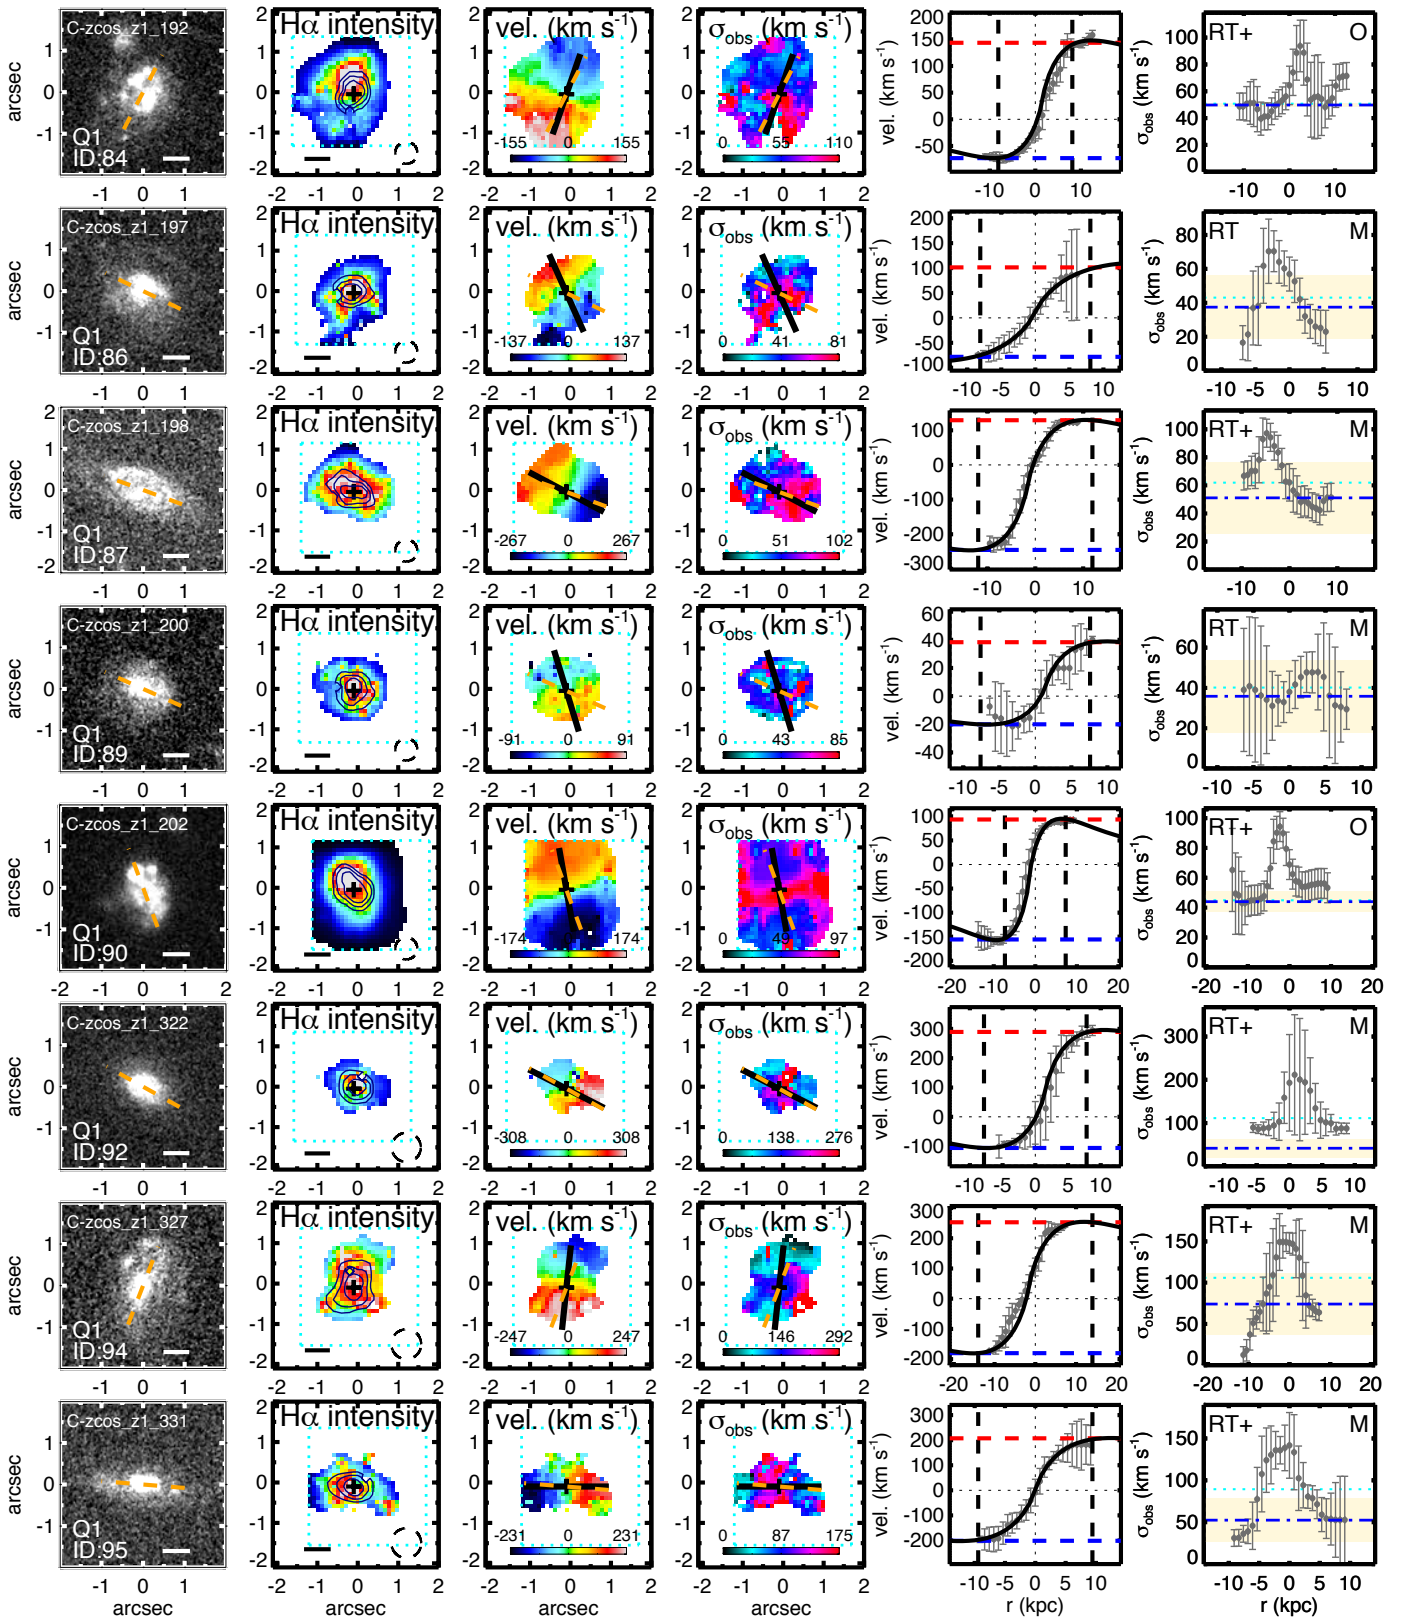 C-zcos_z1_192
Q1
ID:84
Hα intensity
vel. (km s-1)
-155 0 155
σobs (km s-1)
0 55 110
RT+ O
C-zcos_z1_197
Q1
ID:86
Hα intensity
vel. (km s-1)
-137 0 137
σobs (km s-1)
0 41 81
RT M
C-zcos_z1_198
Q1
ID:87
Hα intensity
vel. (km s-1)
-267 0 267
σobs (km s-1)
0 51 102
RT+ M
C-zcos_z1_200
Q1
ID:89
Hα intensity
vel. (km s-1)
-91 0 91
σobs (km s-1)
0 43 85
RT M
C-zcos_z1_202
Q1
ID:90
Hα intensity
vel. (km s-1)
-174 0 174
σobs (km s-1)
0 49 97
RT+ O
C-zcos_z1_322
Q1
ID:92
Hα intensity
vel. (km s-1)
-308 0 308
σobs (km s-1)
0 138 276
RT+ M
C-zcos_z1_327
Q1
ID:94
Hα intensity
vel. (km s-1)
-247 0 247
σobs (km s-1)
0 146 292
RT+ M
C-zcos_z1_331
Q1
ID:95
Hα intensity
vel. (km s-1)
-231 0 231
σobs (km s-1)
0 87 175
RT+ M
arcsec
arcsec
arcsec
arcsec
r (kpc)
r (kpc)